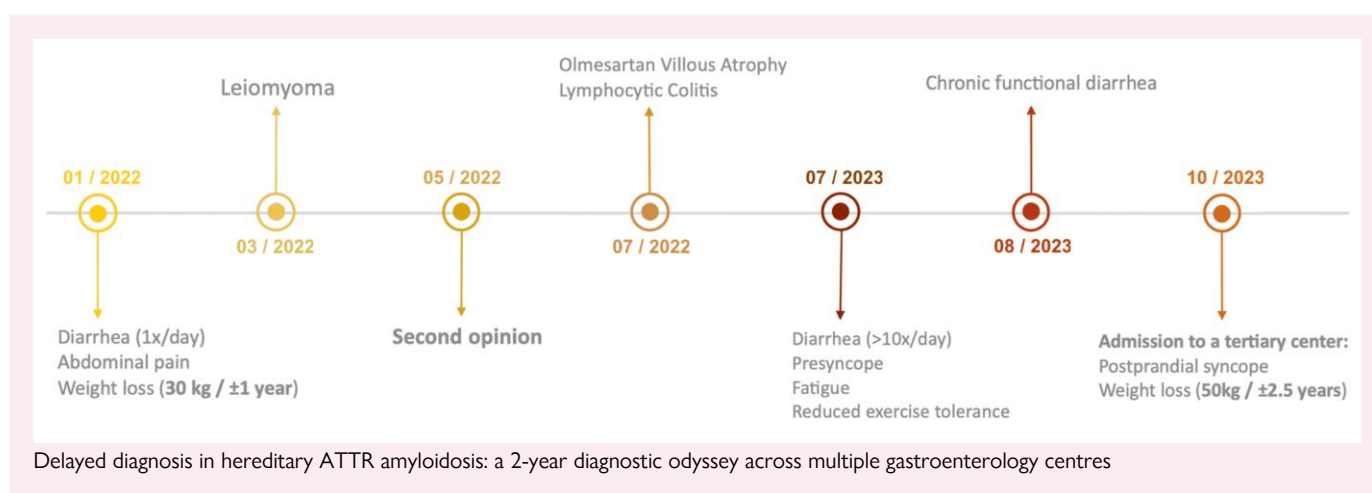 Leiomyoma
Olmesartan Villous Atrophy
Lymphocytic Colitis
Chronic functional diarrhea
01 / 2022
03 / 2022
05 / 2022
07 / 2022
07 / 2023
08 / 2023
10 / 2023
Diarrhea (1x/day)
Abdominal pain
Weight loss (30 kg / ±1 year)
Second opinion
Diarrhea (>10x/day)
Presyncope
Fatigue
Reduced exercise tolerance
Admission to a tertiary center:
Postprandial syncope
Weight loss (50kg / ±2.5 years)
Delayed diagnosis in hereditary ATTR amyloidosis: a 2-year diagnostic odyssey across multiple gastroenterology centres